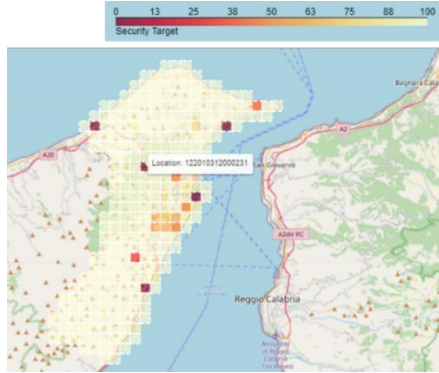 0 13 25 38 50 63 75 88 100
Security Target
Bagnara Cala
A2
A20
Location: 122010312000231
San Giovanni
A2dir RC
Reggio Calabria